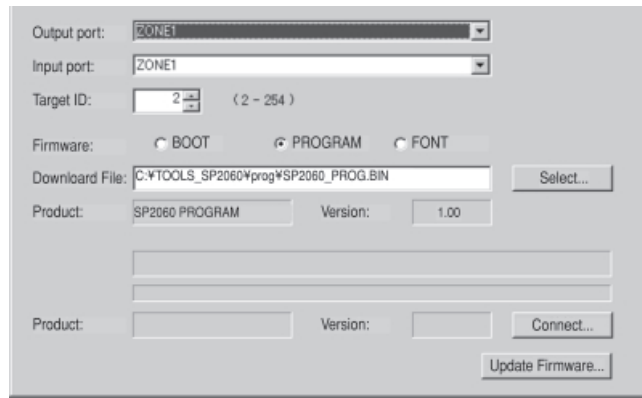 Output port: ZONE1
Input port: ZONE1
Target ID: 2 (2 - 254)
Firmware: BOOT PROGRAM FONT
Downloard File: C:¥TOOLS_SP2060¥prog¥SP2060_PROG.BIN Select...
Product: SP2060 PROGRAM Version: 1.00
Product: Version: Connect...
Update Firmware...